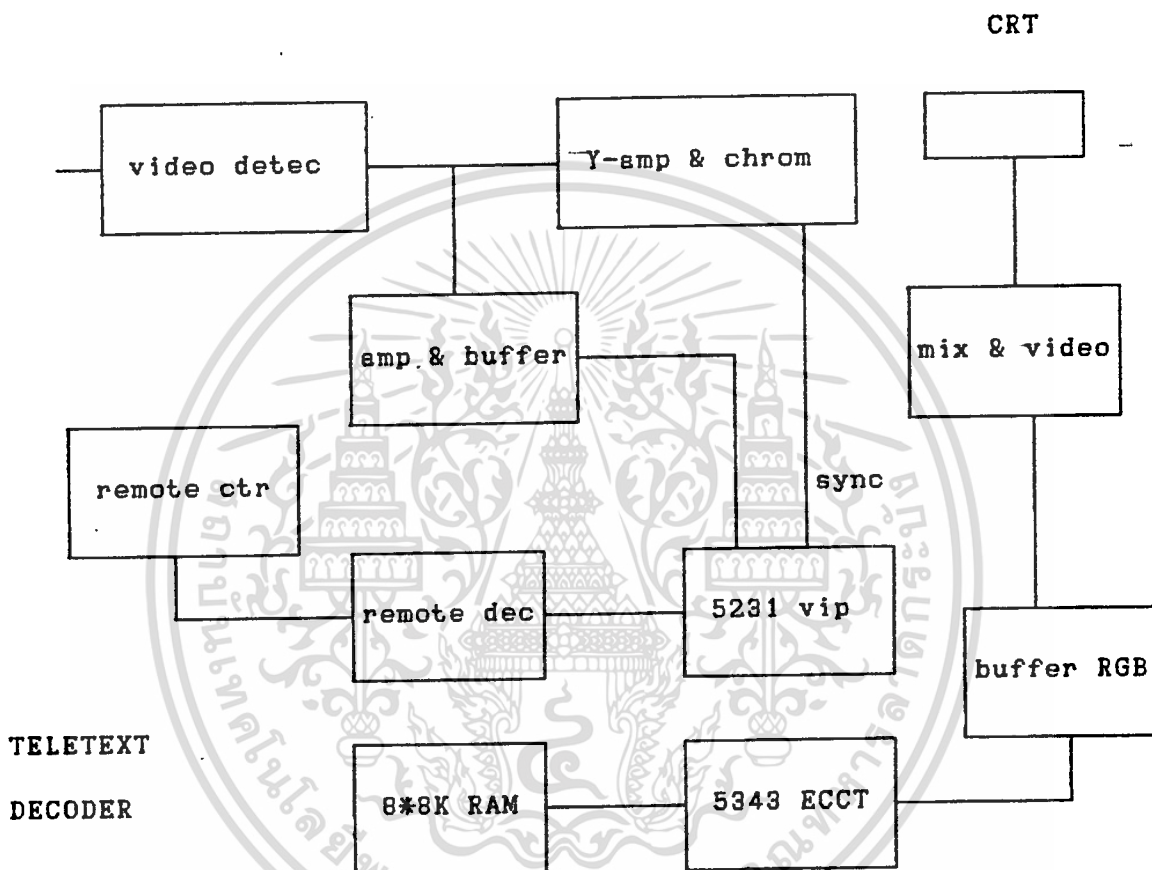 CRT
video detec
Y-amp & chrom
amp & buffer
mix & video
remote ctr
sync
remote dec
5231 vip
buffer RGB
TELETEXT
DECODER
8*8K RAM
5343 ECCT